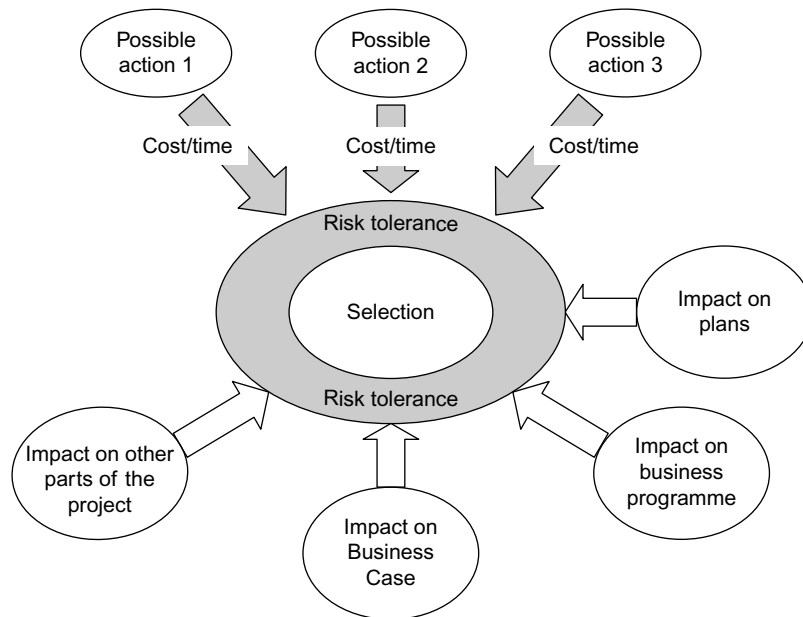 Possible
action 1
Possible
action 2
Possible
action 3
Cost/time
Cost/time
Cost/time
Risk tolerance
Selection
Impact on
plans
Risk tolerance
Impact on other
parts of the
project
Impact on
business
programme
Impact on
Business
Case